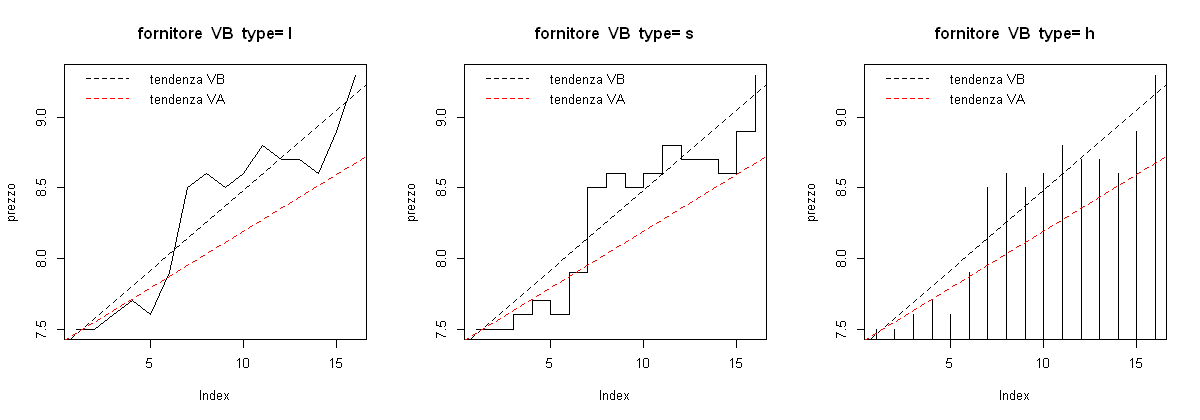 fornitore VB type= l
tendenza VB
tendenza VA
9.0
8.5
8.0
7.5
prezzo
5
10
15
Index
fornitore VB type= s
tendenza VB
tendenza VA
9.0
8.5
8.0
7.5
prezzo
5
10
15
Index
fornitore VB type= h
tendenza VB
tendenza VA
9.0
8.5
8.0
7.5
prezzo
5
10
15
Index